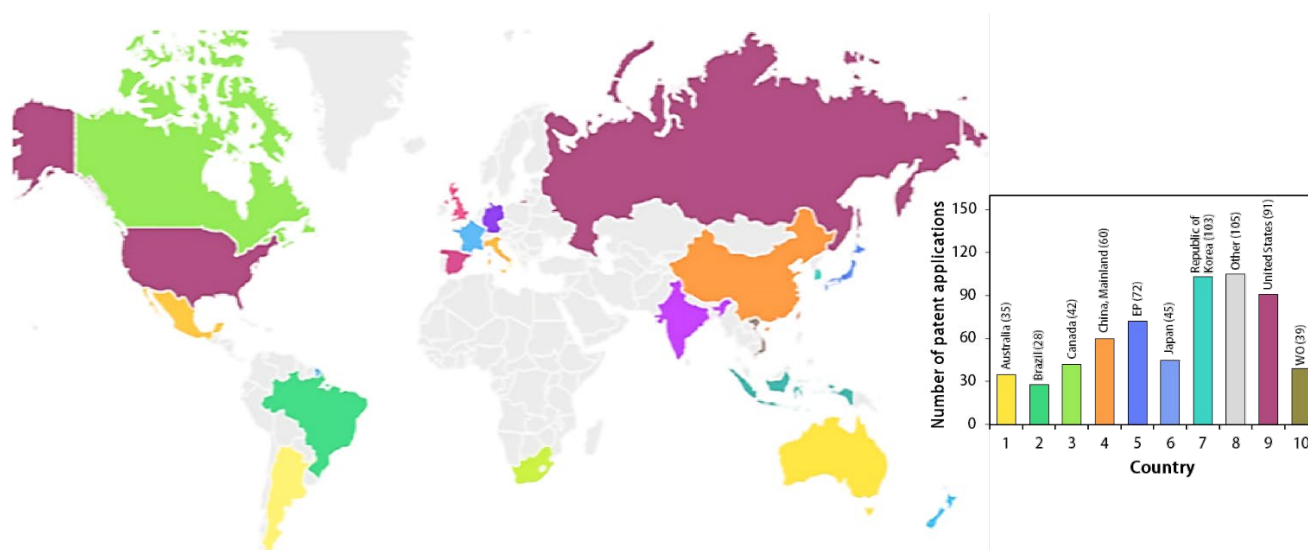 Number of patent applications
150
120
90
60
30
0
Australia (35)
Brazil (28)
Canada (42)
China, Mainland (60)
EP (72)
Japan (45)
Republic of
Korea (103)
Other (105)
United States (91)
WO (39)
1 2 3 4 5 6 7 8 9 10
Country